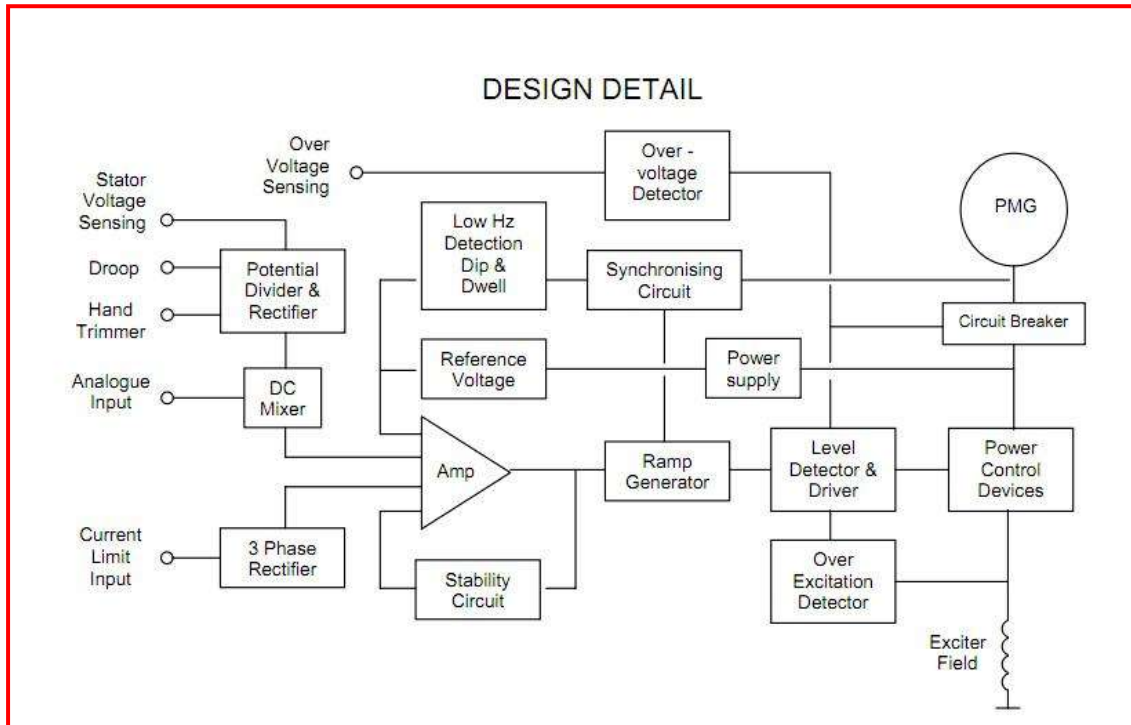 DESIGN DETAIL
Over
Voltage
Sensing
Over -
voltage
Detector
Stator
Voltage
Sensing
PMG
Low Hz
Detection
Dip &
Dwell
Synchronising
Circuit
Droop
Potential
Divider &
Rectifier
Hand
Trimmer
Circuit Breaker
Reference
Voltage
Power
supply
Analogue
Input
DC
Mixer
Amp
Ramp
Generator
Level
Detector &
Driver
Power
Control
Devices
Current
Limit
Input
3 Phase
Rectifier
Stability
Circuit
Over
Excitation
Detector
Exciter
Field